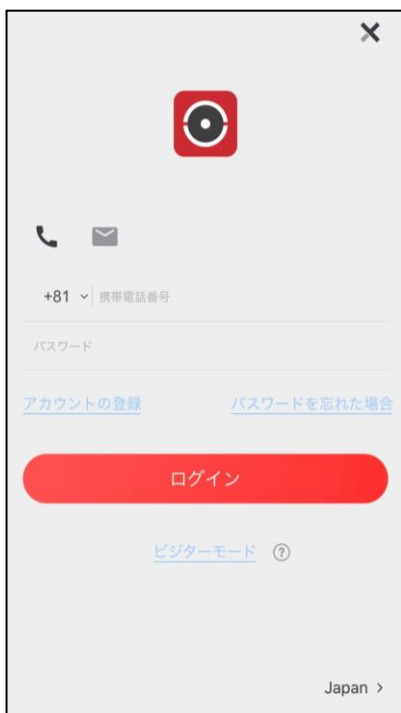 +81 携帯電話番号
パスワード
アカウントの登録 パスワードを忘れた場合
ログイン
ビジターモード ?
Japan >